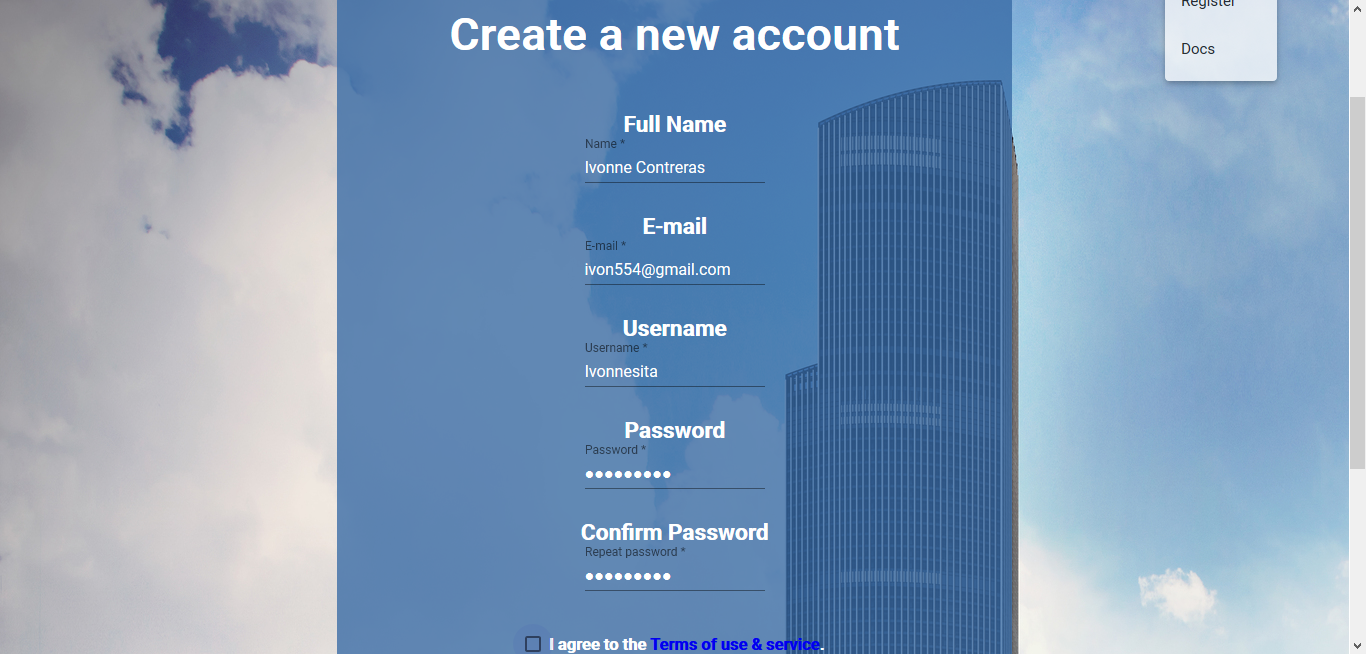 Register
Docs
Create a new account
Full Name
Name *
Ivonne Contreras
E-mail
E-mail *
ivon554@gmail.com
Username
Username *
Ivonnesita
Password
Password *
●●●●●●●●●
Confirm Password
Repeat password *
●●●●●●●●●
I agree to the Terms of use & service.